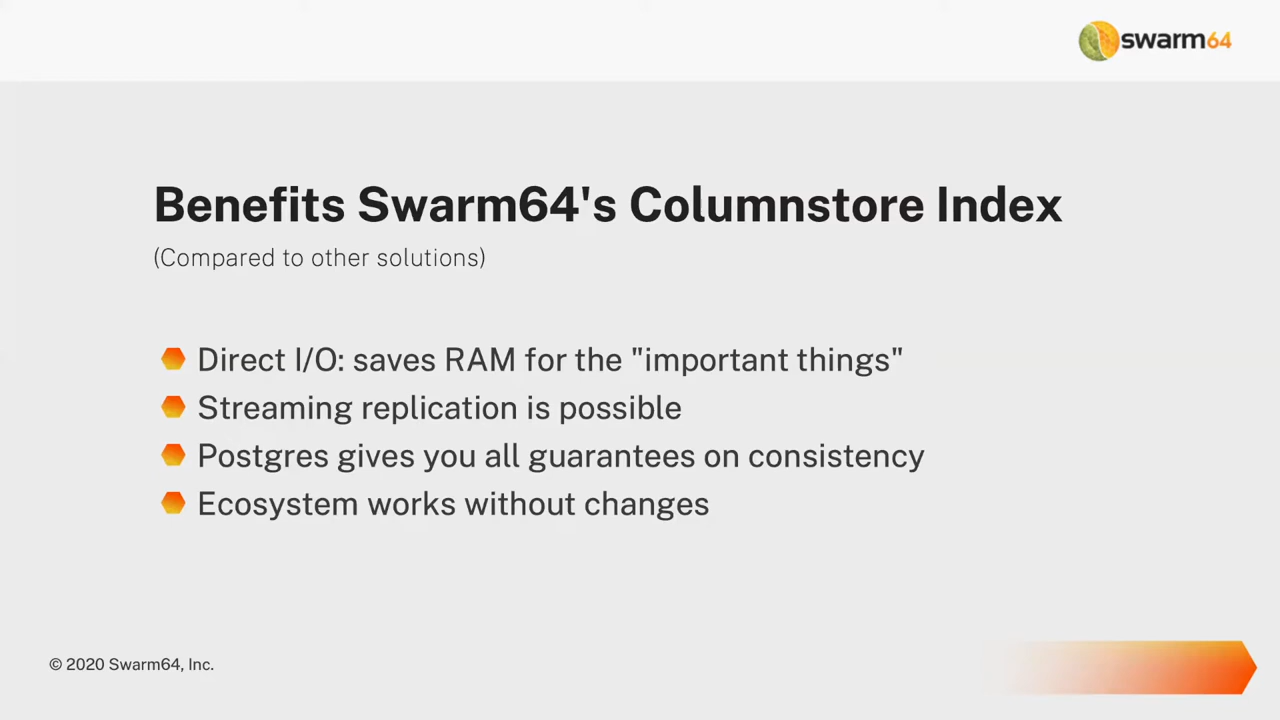 swarm64
Benefits Swarm64's Columnstore Index
(Compared to other solutions)
Direct I/O: saves RAM for the "important things"
Streaming replication is possible
Postgres gives you all guarantees on consistency
Ecosystem works without changes
© 2020 Swarm64, Inc.